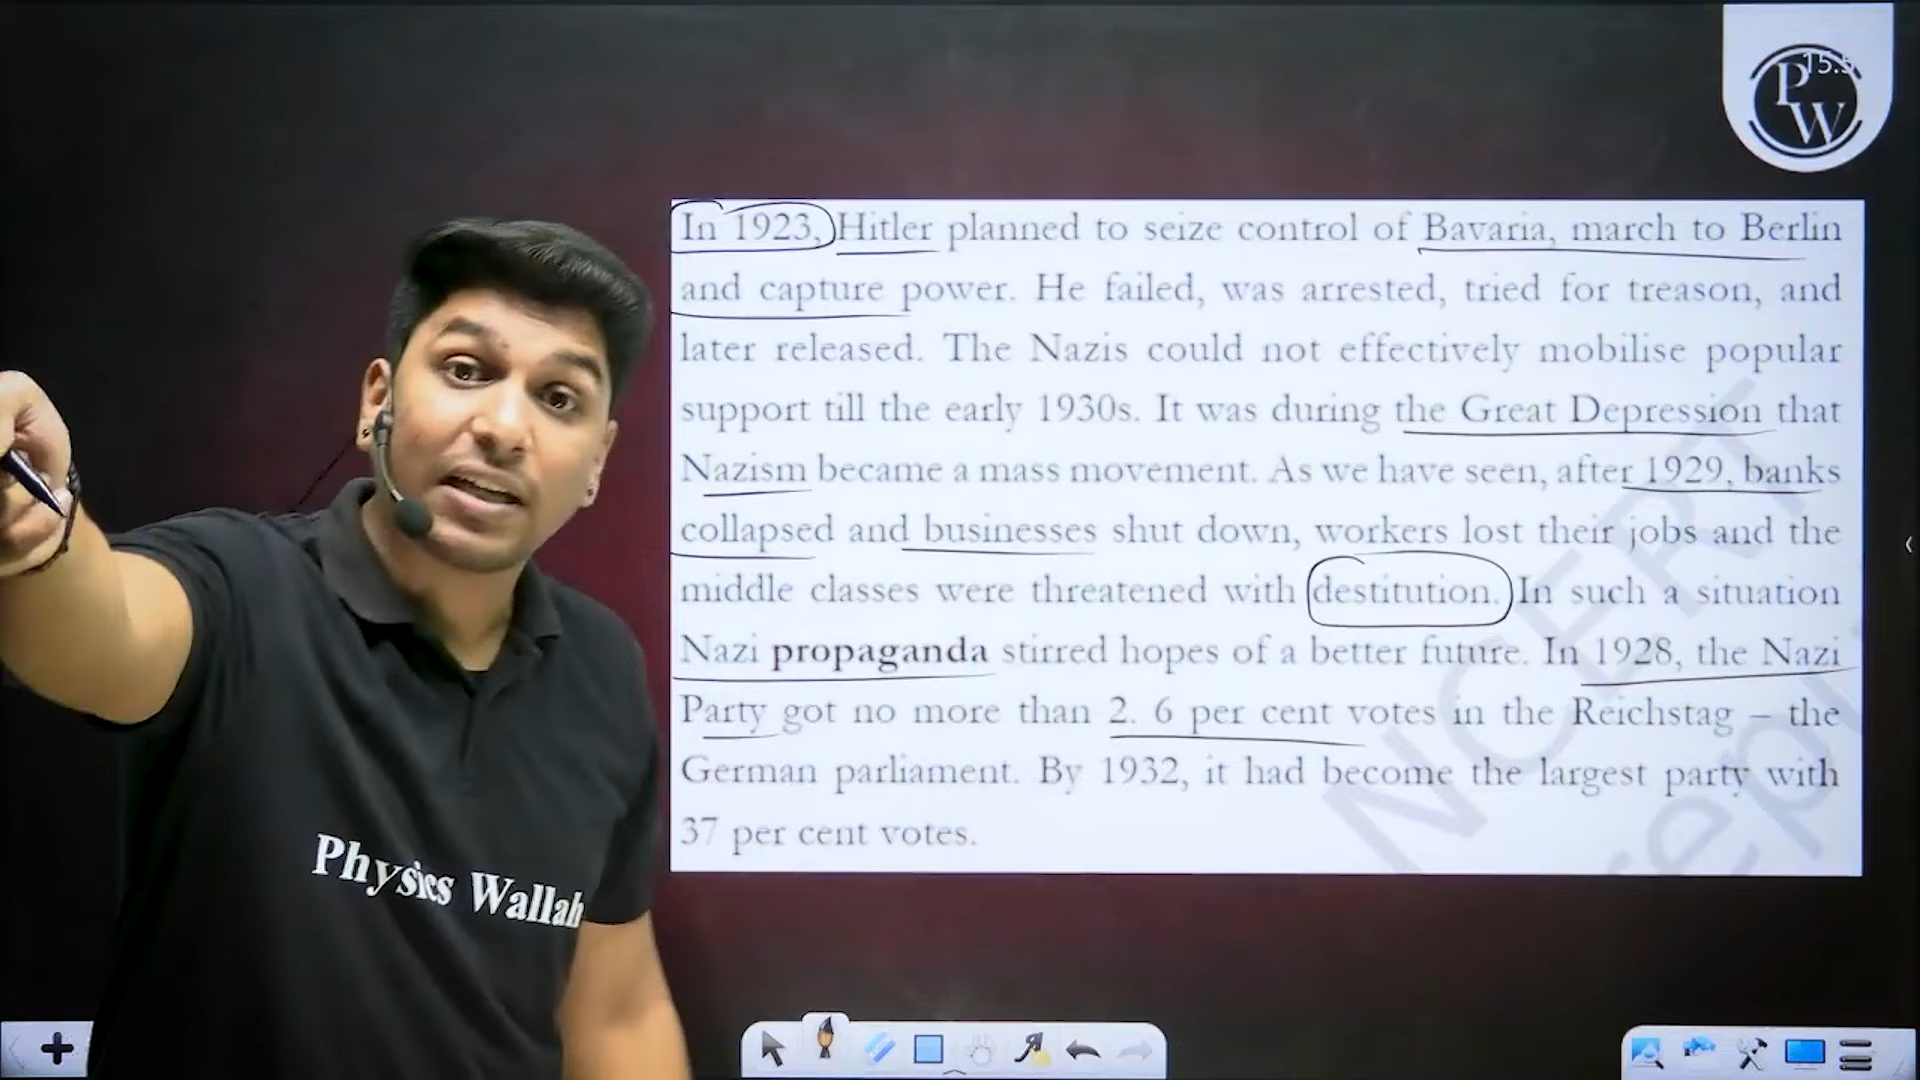 15.5
P
W
In 1923, Hitler planned to seize control of Bavaria, march to Berlin
and capture power. He failed, was arrested, tried for treason, and
later released. The Nazis could not effectively mobilise popular
support till the early 1930s. It was during the Great Depression that
Nazism became a mass movement. As we have seen, after 1929, banks
collapsed and businesses shut down, workers lost their jobs and the
middle classes were threatened with destitution. In such a situation
Nazi propaganda stirred hopes of a better future. In 1928, the Nazi
Party got no more than 2. 6 per cent votes in the Reichstag – the
German parliament. By 1932, it had become the largest party with
37 per cent votes.
NCERT
Physics Wallah